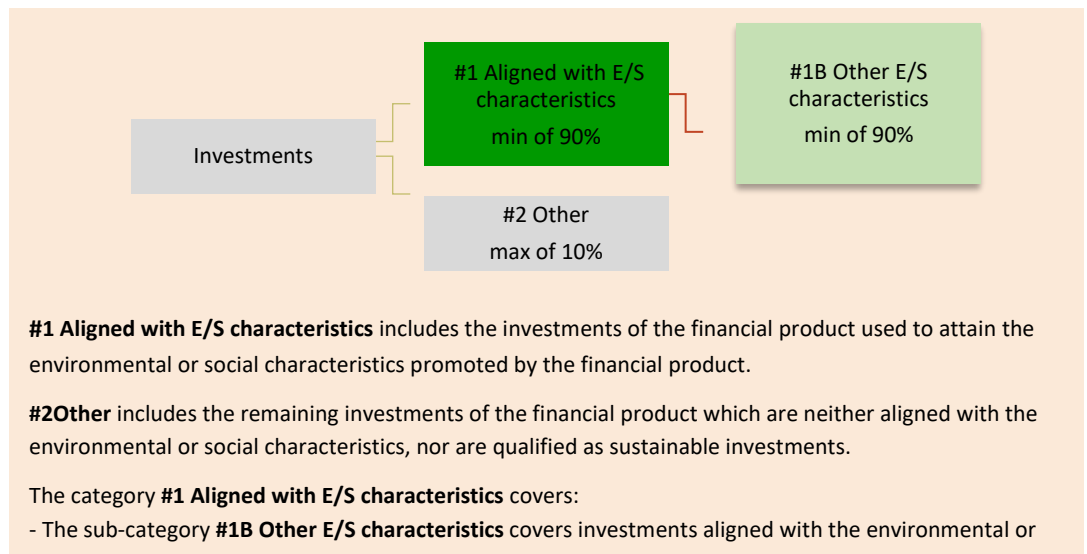 #1 Aligned with E/S
characteristics
min of 90%
#1B Other E/S
characteristics
min of 90%
Investments
#2 Other
max of 10%
#1 Aligned with E/S characteristics includes the investments of the financial product used to attain the
environmental or social characteristics promoted by the financial product.
#2Other includes the remaining investments of the financial product which are neither aligned with the
environmental or social characteristics, nor are qualified as sustainable investments.
The category #1 Aligned with E/S characteristics covers:
- The sub-category #1B Other E/S characteristics covers investments aligned with the environmental or